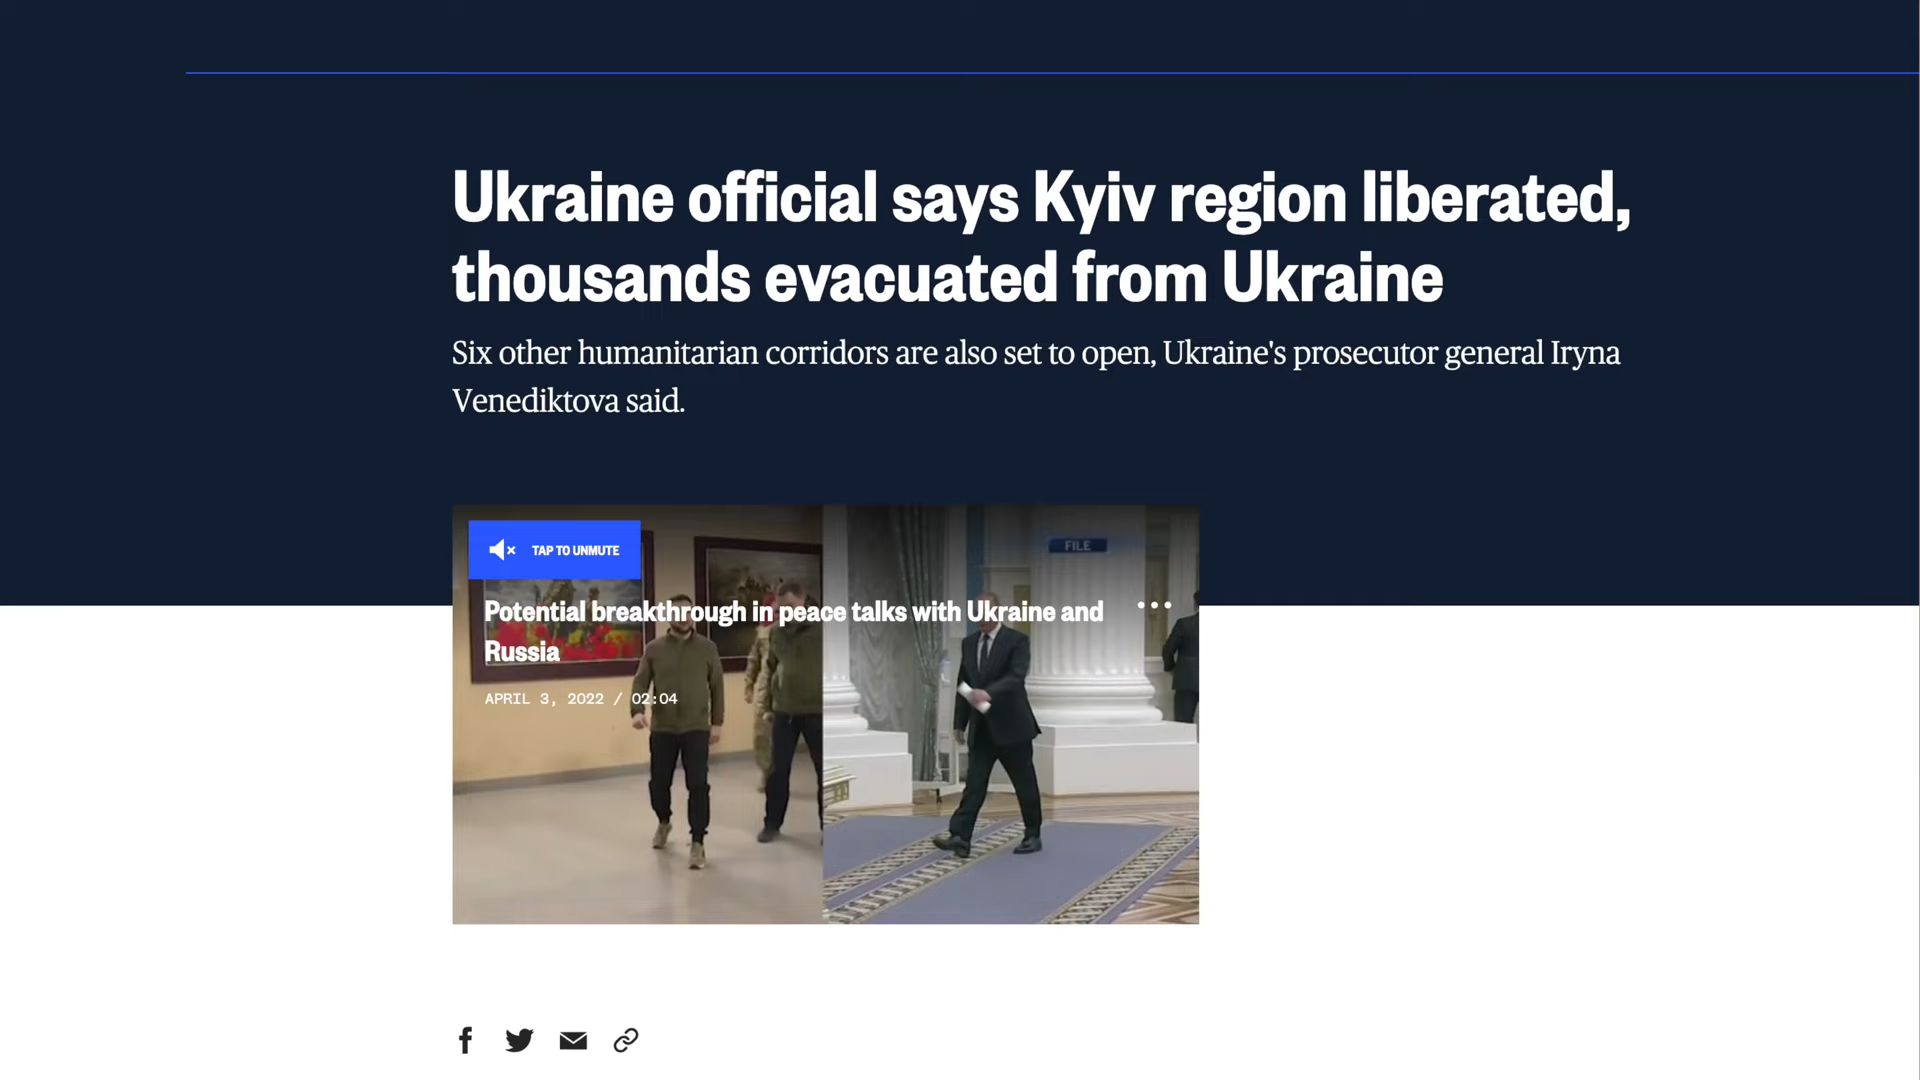 Ukraine official says Kyiv region liberated,
thousands evacuated from Ukraine
Six other humanitarian corridors are also set to open, Ukraine's prosecutor general Iryna
Venediktova said.
TAP TO UNMUTE
FILE
Potential breakthrough in peace talks with Ukraine and
Russia
APRIL 3, 2022 / 02:04